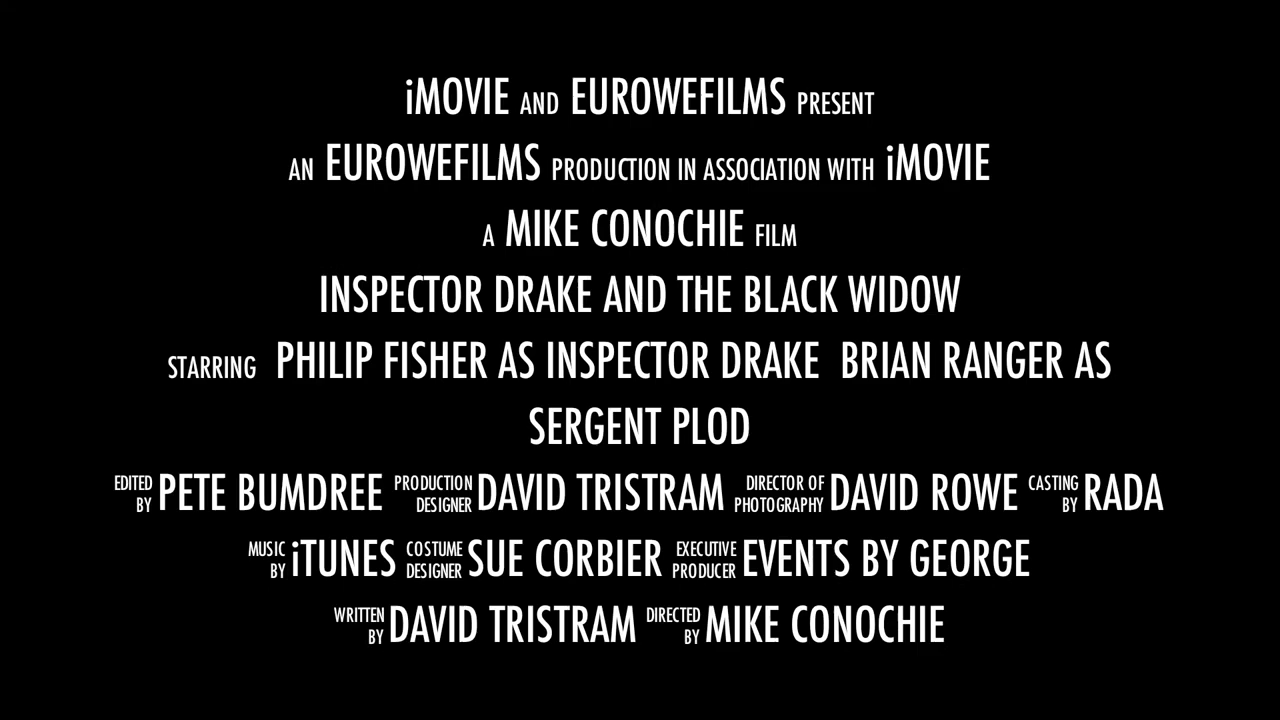 iMOVIE AND EUROWEFILMS PRESENT
AN EUROWEFILMS PRODUCTION IN ASSOCIATION WITH iMOVIE
A MIKE CONOCHIE FILM
INSPECTOR DRAKE AND THE BLACK WIDOW
STARRING PHILIP FISHER AS INSPECTOR DRAKE BRIAN RANGER AS
SERGENT PLOD
EDITED BY PETE BUMDREE PRODUCTION DESIGNER DAVID TRISTRAM DIRECTOR OF PHOTOGRAPHY DAVID ROWE CASTING BY RADA
MUSIC BY iTUNES COSTUME DESIGNER SUE CORBIER EXECUTIVE PRODUCER EVENTS BY GEORGE
WRITTEN BY DAVID TRISTRAM DIRECTED BY MIKE CONOCHIE